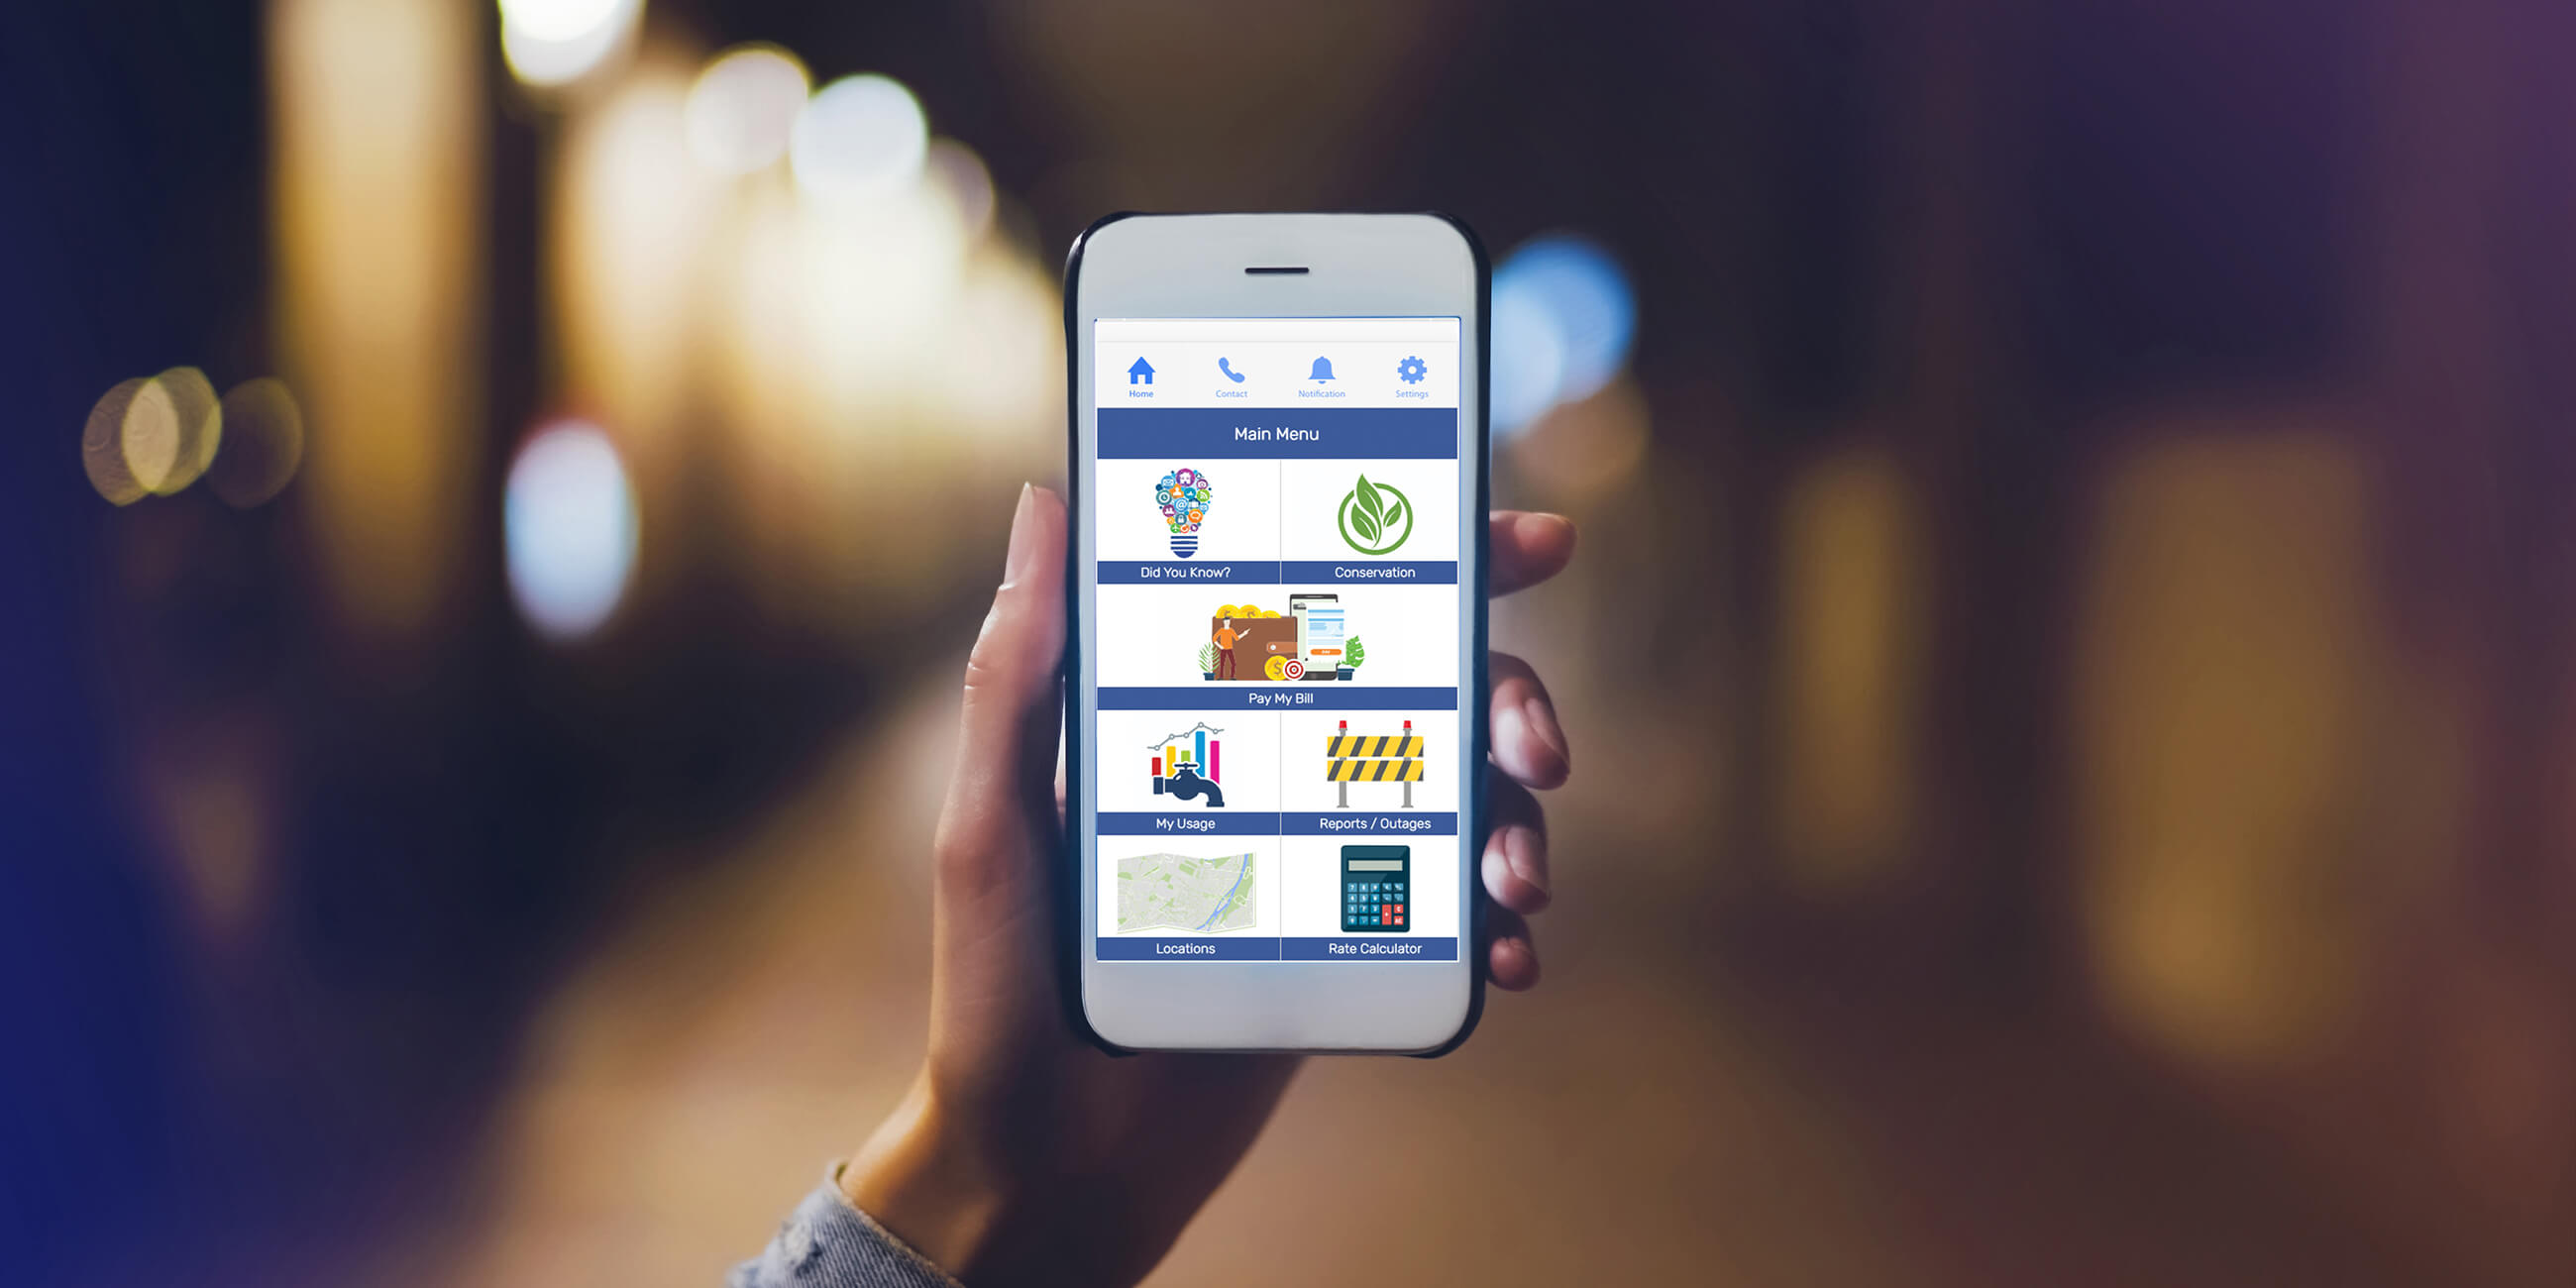 Home Contact Notification Settings
Main Menu
Did You Know? Conservation
Pay My Bill
My Usage Reports / Outages
Locations Rate Calculator